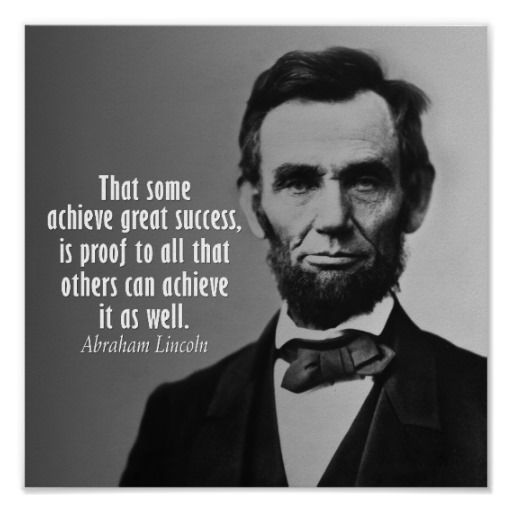 That some
achieve great success,
is proof to all that
others can achieve
it as well.
Abraham Lincoln